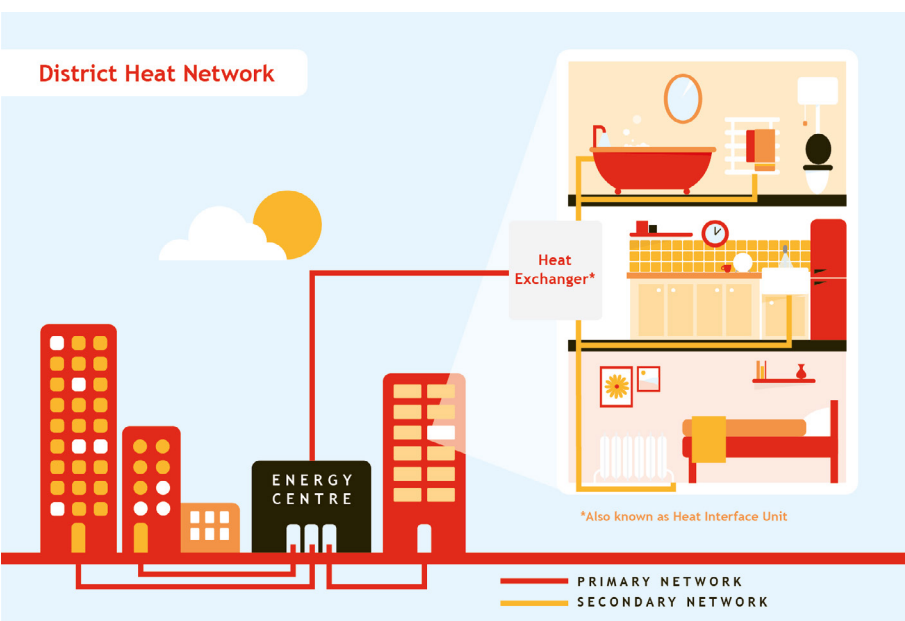 District Heat Network
Heat
Exchanger*
ENERGY
CENTRE
*Also known as Heat Interface Unit
PRIMARY NETWORK
SECONDARY NETWORK